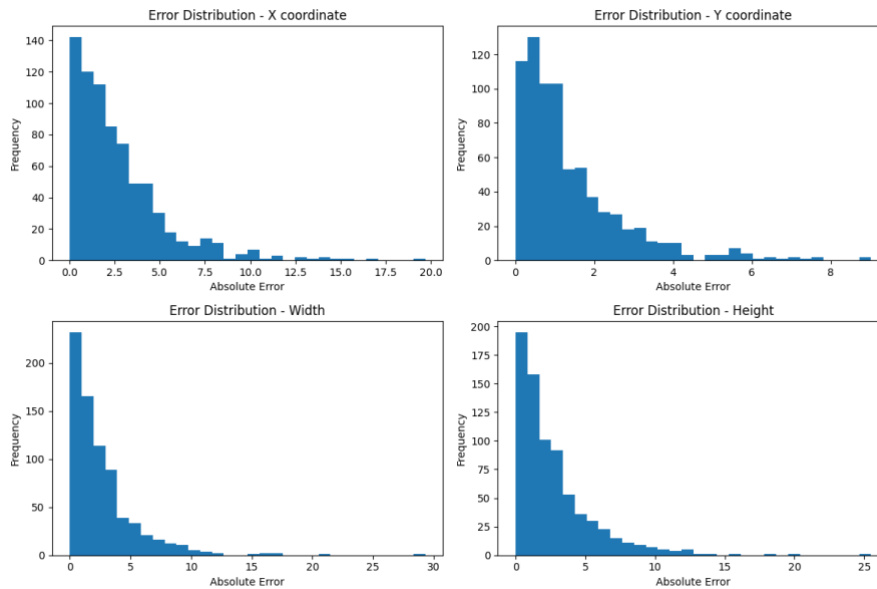 Error Distribution - X coordinate
140
120
100
80
60
40
20
0
Frequency
0.0 2.5 5.0 7.5 10.0 12.5 15.0 17.5 20.0
Absolute Error
Error Distribution - Y coordinate
120
100
80
60
40
20
0
Frequency
0 2 4 6 8
Absolute Error
Error Distribution - Width
200
150
100
50
0
Frequency
0 5 10 15 20 25 30
Absolute Error
Error Distribution - Height
200
175
150
125
100
75
50
25
0
Frequency
0 5 10 15 20 25
Absolute Error